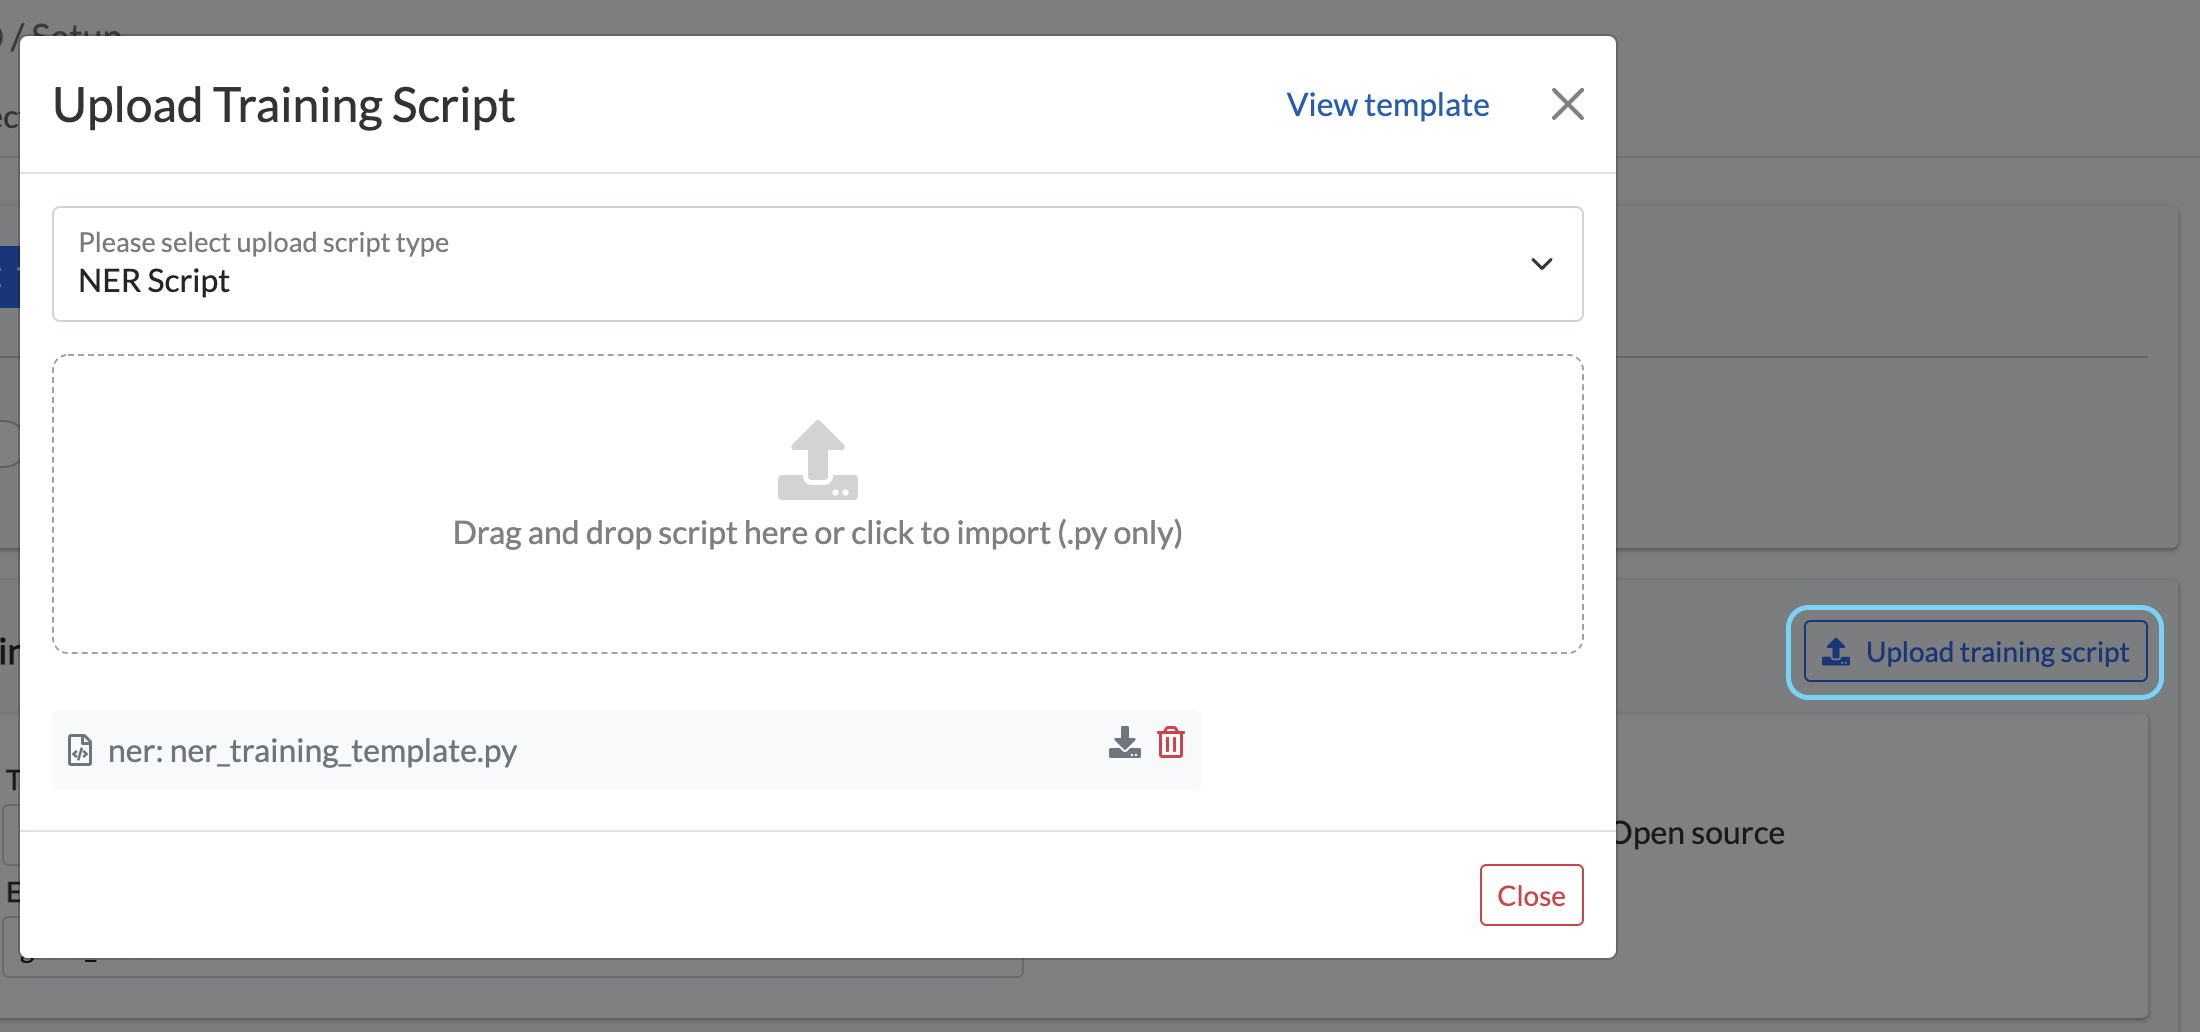 / Setup
Upload Training Script
View template
Please select upload script type
NER Script
Drag and drop script here or click to import (.py only)
Upload training script
ner: ner_training_template.py
Open source
Close